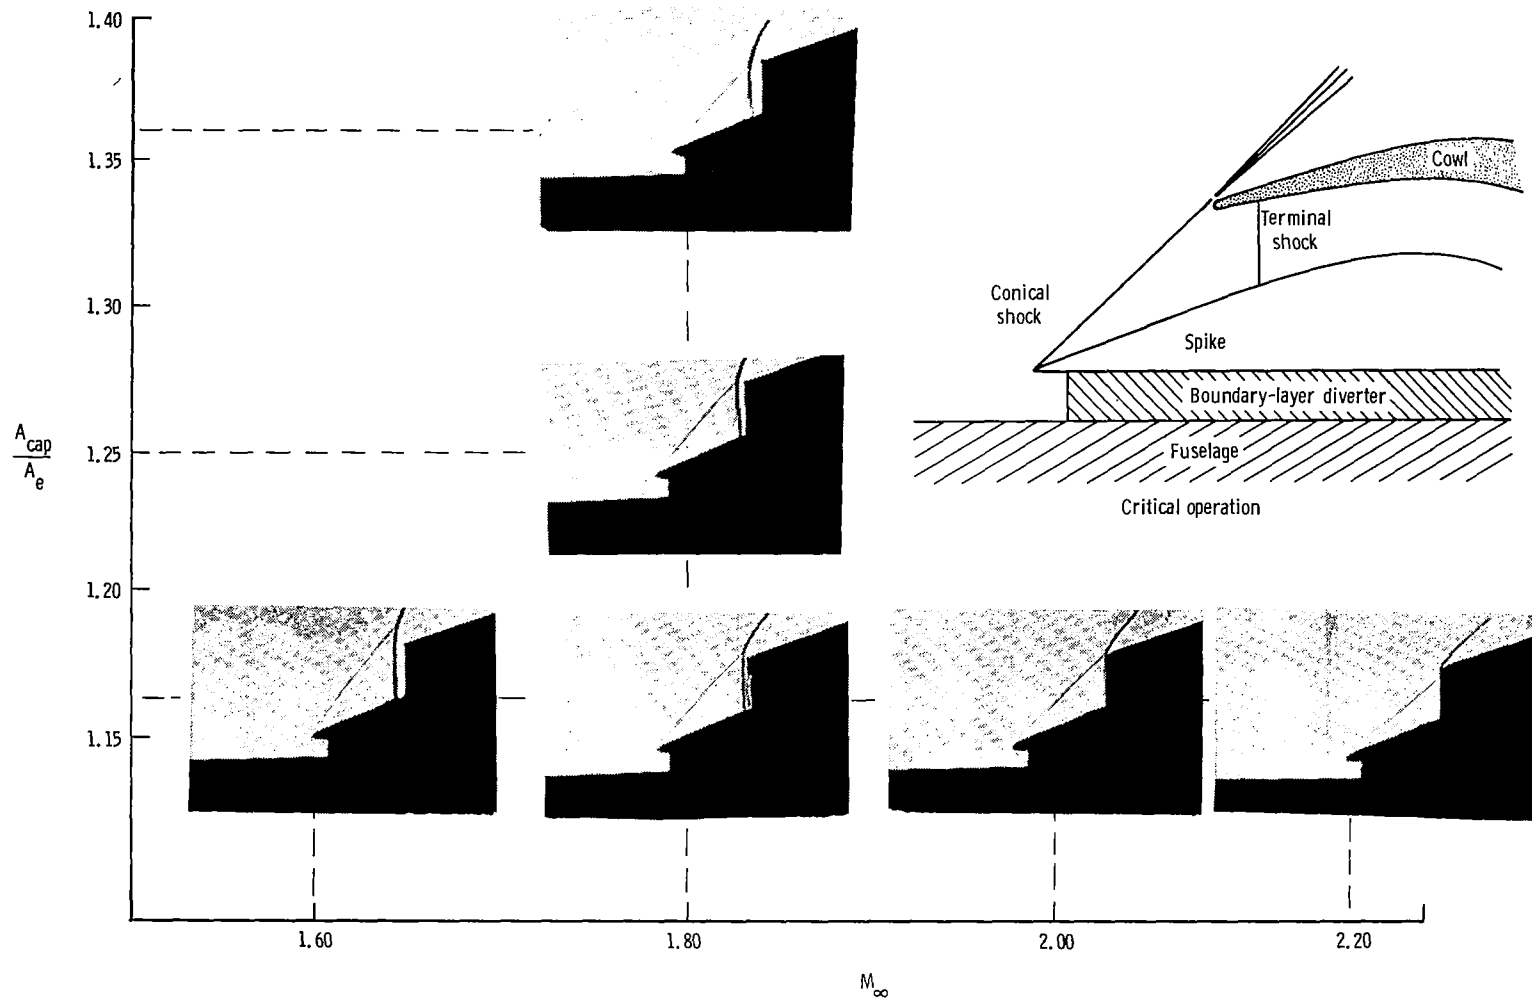 1.40
1.35
1.30
1.25
1.20
1.15
A_cap
A_e
1.60
1.80
2.00
2.20
M_∞
Cowl
Terminal
shock
Conical
shock
Spike
Boundary-layer diverter
Fuselage
Critical operation